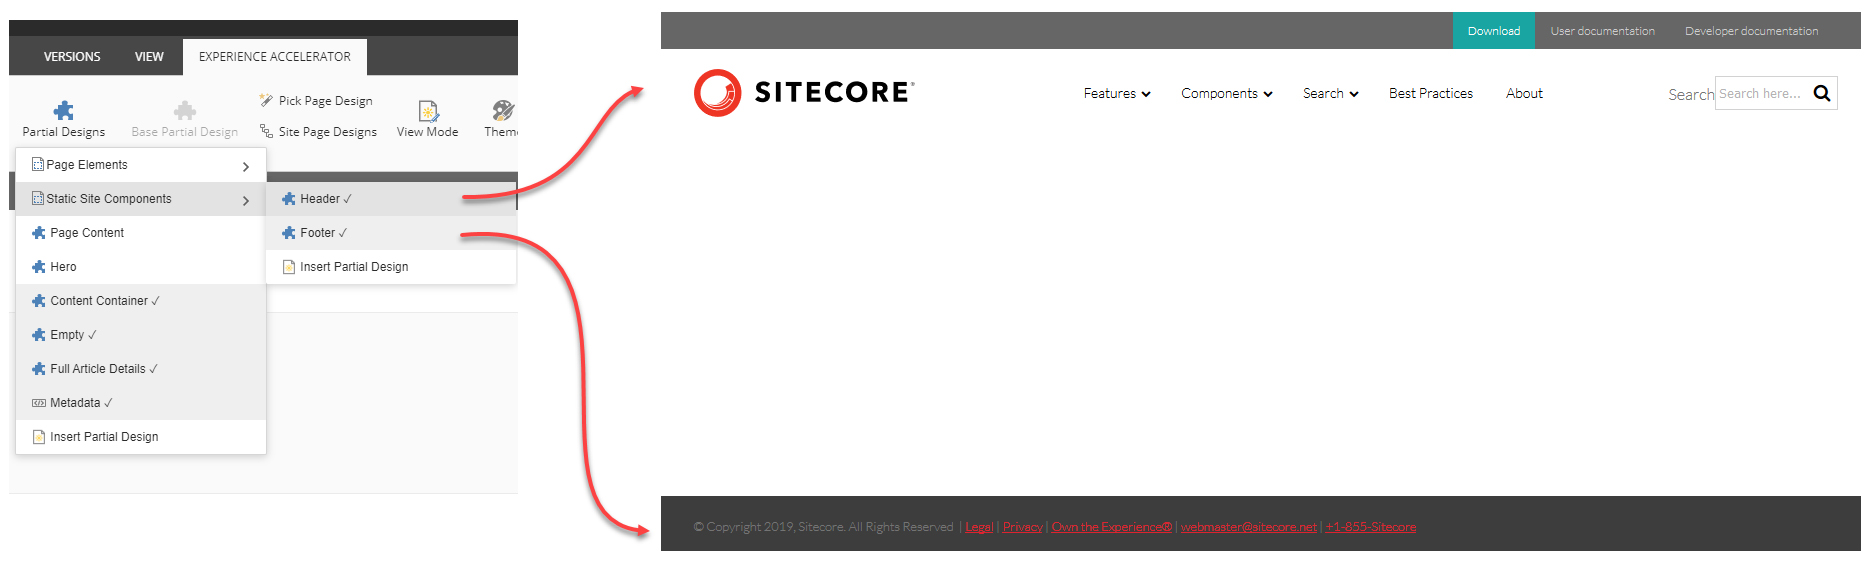 VERSIONS VIEW EXPERIENCE ACCELERATOR
Partial Designs
Base Partial Design
Pick Page Design
Site Page Designs
View Mode
Them
Page Elements
Static Site Components
Page Content
Hero
Content Container ✓
Empty ✓
Full Article Details ✓
Metadata ✓
Insert Partial Design
Header ✓
Footer ✓
Insert Partial Design
Download User documentation Developer documentation
SITECORE®
Features Components Search Best Practices About
Search Search here...
© Copyright 2019, Sitecore. All Rights Reserved | Legal | Privacy | Own the Experience® | webmaster@sitecore.net | +1-855-Sitecore